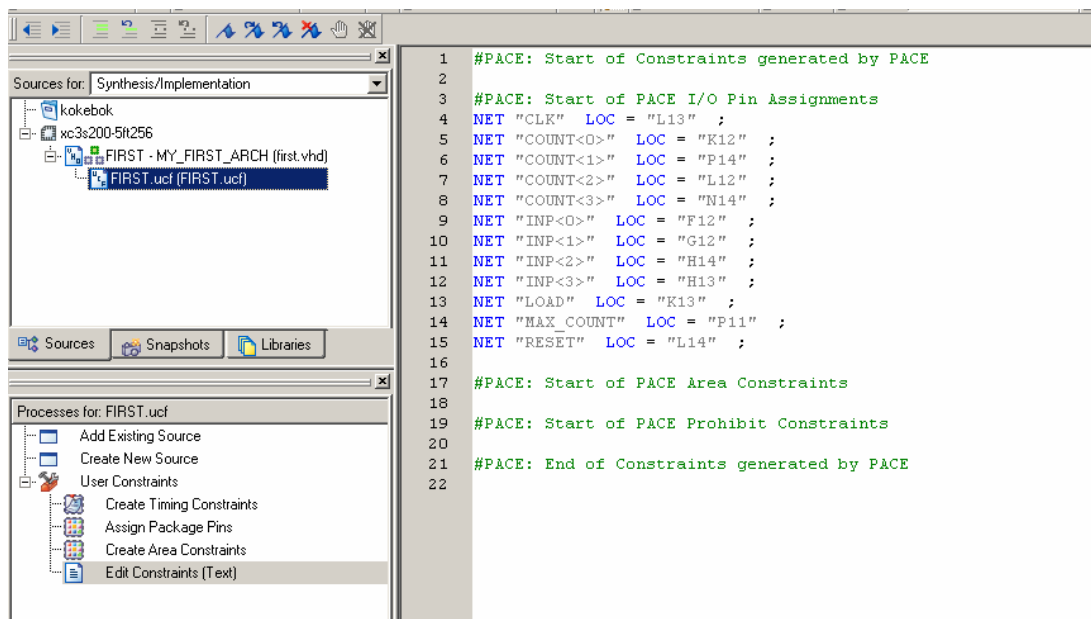 Sources for: Synthesis/Implementation
kokebok
xc3s200-5ft256
FIRST - MY_FIRST_ARCH (first.vhd)
FIRST.ucf (FIRST.ucf)
Sources Snapshots Libraries
Processes for: FIRST.ucf
Add Existing Source
Create New Source
User Constraints
Create Timing Constraints
Assign Package Pins
Create Area Constraints
Edit Constraints (Text)
1 #PACE: Start of Constraints generated by PACE
2
3 #PACE: Start of PACE I/O Pin Assignments
4 NET "CLK" LOC = "L13" ;
5 NET "COUNT<0>" LOC = "K12" ;
6 NET "COUNT<1>" LOC = "P14" ;
7 NET "COUNT<2>" LOC = "L12" ;
8 NET "COUNT<3>" LOC = "N14" ;
9 NET "INP<0>" LOC = "F12" ;
10 NET "INP<1>" LOC = "G12" ;
11 NET "INP<2>" LOC = "H14" ;
12 NET "INP<3>" LOC = "H13" ;
13 NET "LOAD" LOC = "K13" ;
14 NET "MAX_COUNT" LOC = "P11" ;
15 NET "RESET" LOC = "L14" ;
16
17 #PACE: Start of PACE Area Constraints
18
19 #PACE: Start of PACE Prohibit Constraints
20
21 #PACE: End of Constraints generated by PACE
22